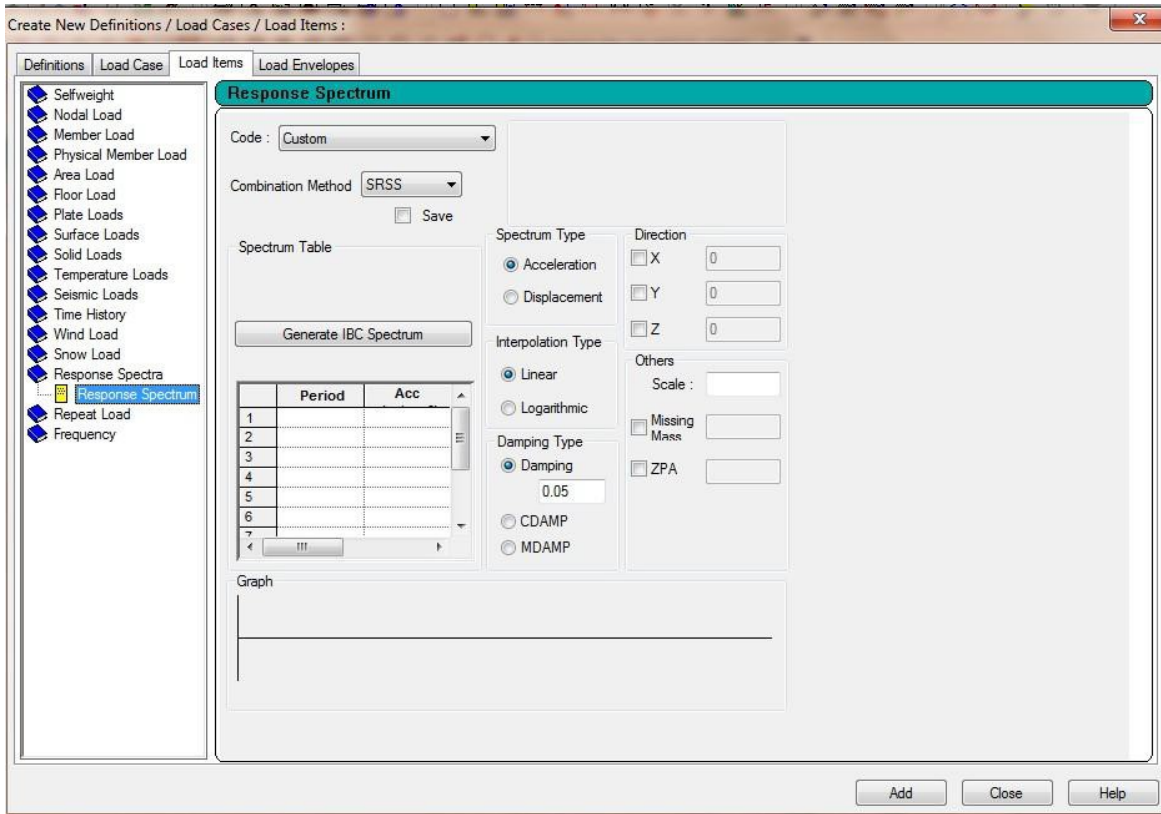 Create New Definitions / Load Cases / Load Items :
Definitions Load Case Load Items Load Envelopes
Selfweight
Nodal Load
Member Load
Physical Member Load
Area Load
Floor Load
Plate Loads
Surface Loads
Solid Loads
Temperature Loads
Seismic Loads
Time History
Wind Load
Snow Load
Response Spectra
Response Spectrum
Repeat Load
Frequency
Response Spectrum
Code : Custom
Combination Method SRSS
Save
Spectrum Table
Generate IBC Spectrum
Period Acc
1
2
3
4
5
6
7
Spectrum Type
Acceleration
Displacement
Interpolation Type
Linear
Logarithmic
Damping Type
Damping
0.05
CDAMP
MDAMP
Direction
X 0
Y 0
Z 0
Others
Scale :
Missing
Mass
ZPA
Graph
Add Close Help